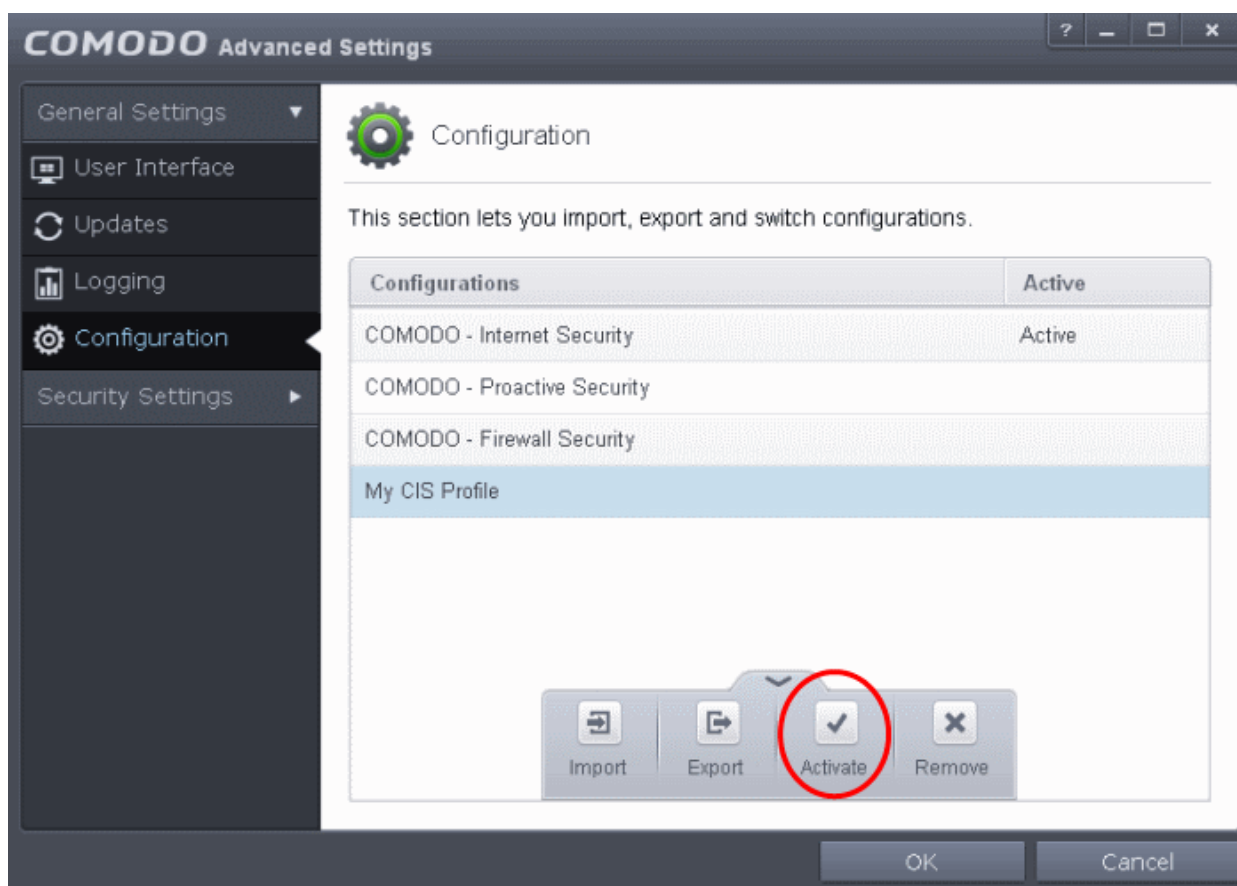 COMODO Advanced Settings
?
General Settings
User Interface
Updates
Logging
Configuration
Security Settings
Configuration
This section lets you import, export and switch configurations.
Configurations Active
COMODO - Internet Security Active
COMODO - Proactive Security
COMODO - Firewall Security
My CIS Profile
Import Export Activate Remove
OK Cancel